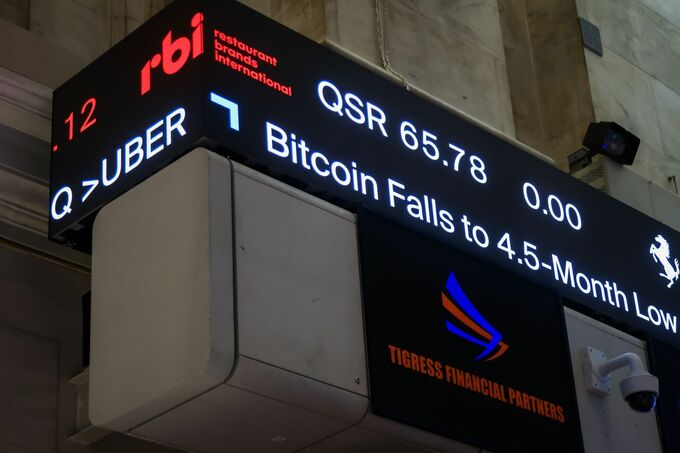 .12
rbi
restaurant
brands
international
QSR 65.78 0.00
Q >UBER
Bitcoin Falls to 4.5-Month Low
TIGRESS FINANCIAL PARTNERS